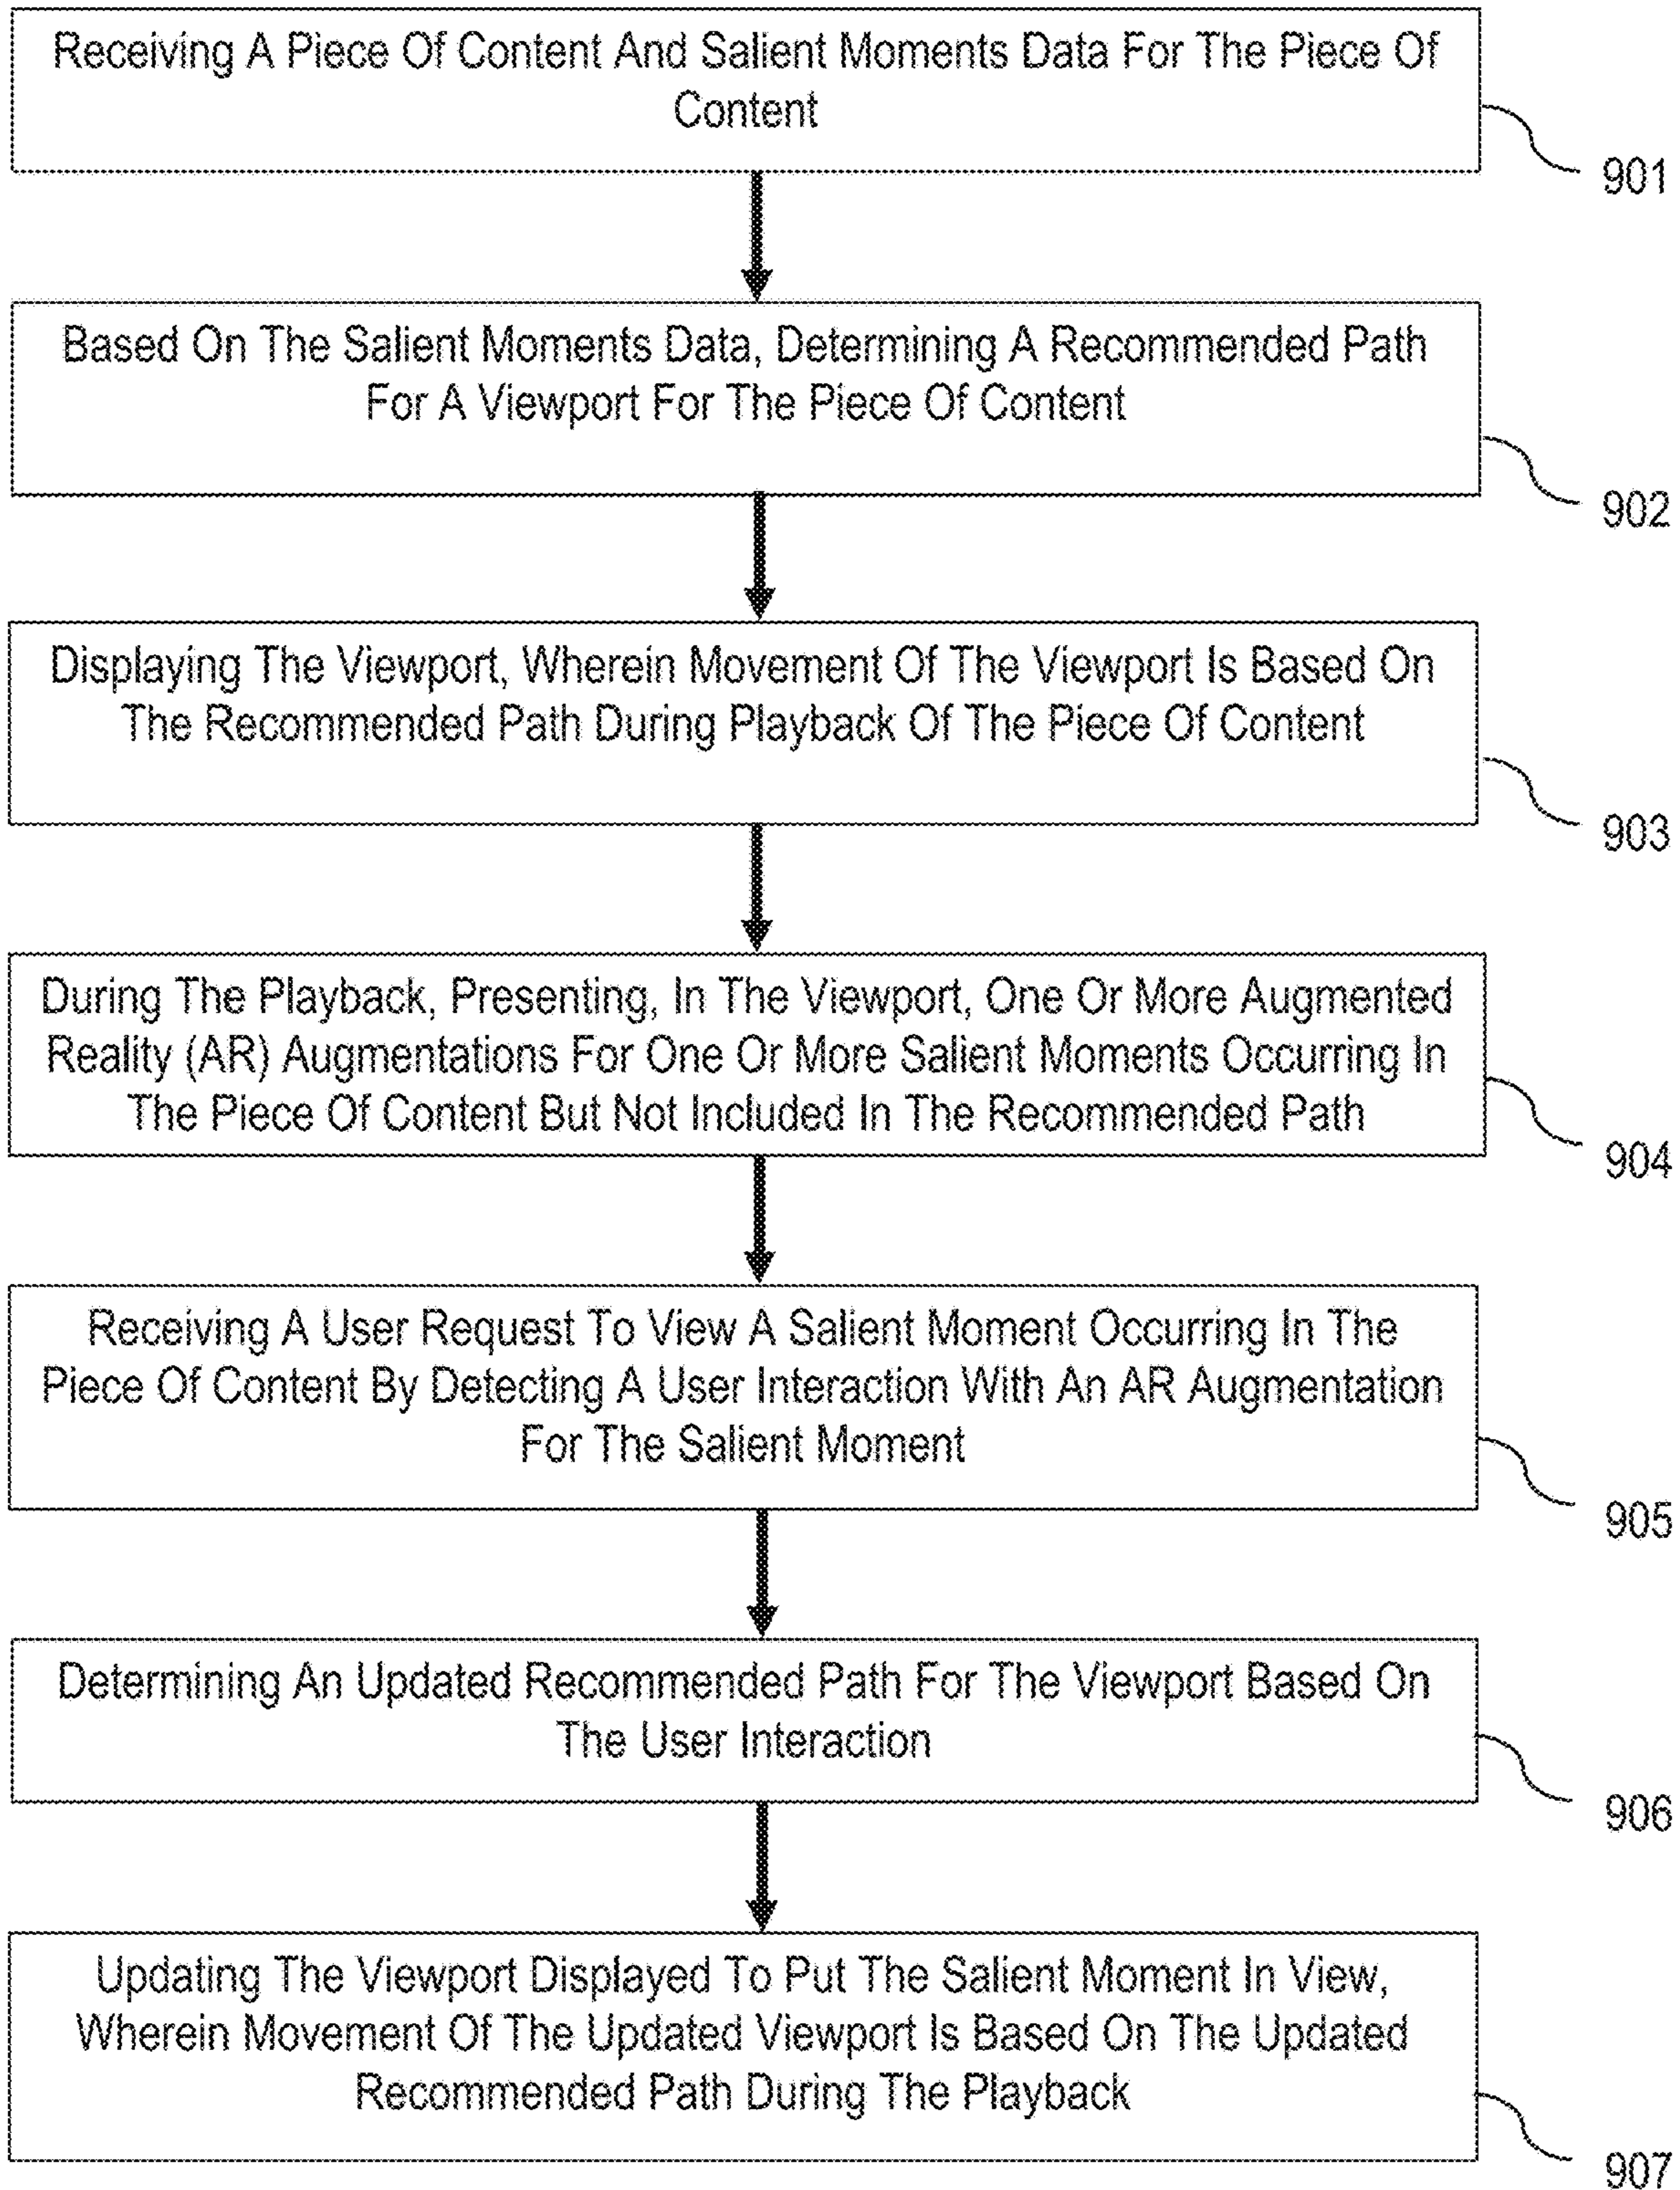 Receiving A Piece Of Content And Salient Moments Data For The Piece Of
Content
901
Based On The Salient Moments Data, Determining A Recommended Path
For A Viewport For The Piece Of Content
902
Displaying The Viewport, Wherein Movement Of The Viewport Is Based On
The Recommended Path During Playback Of The Piece Of Content
903
During The Playback, Presenting, In The Viewport, One Or More Augmented
Reality (AR) Augmentations For One Or More Salient Moments Occurring In
The Piece Of Content But Not Included In The Recommended Path
904
Receiving A User Request To View A Salient Moment Occurring In The
Piece Of Content By Detecting A User Interaction With An AR Augmentation
For The Salient Moment
905
Determining An Updated Recommended Path For The Viewport Based On
The User Interaction
906
Updating The Viewport Displayed To Put The Salient Moment In View,
Wherein Movement Of The Updated Viewport Is Based On The Updated
Recommended Path During The Playback
907